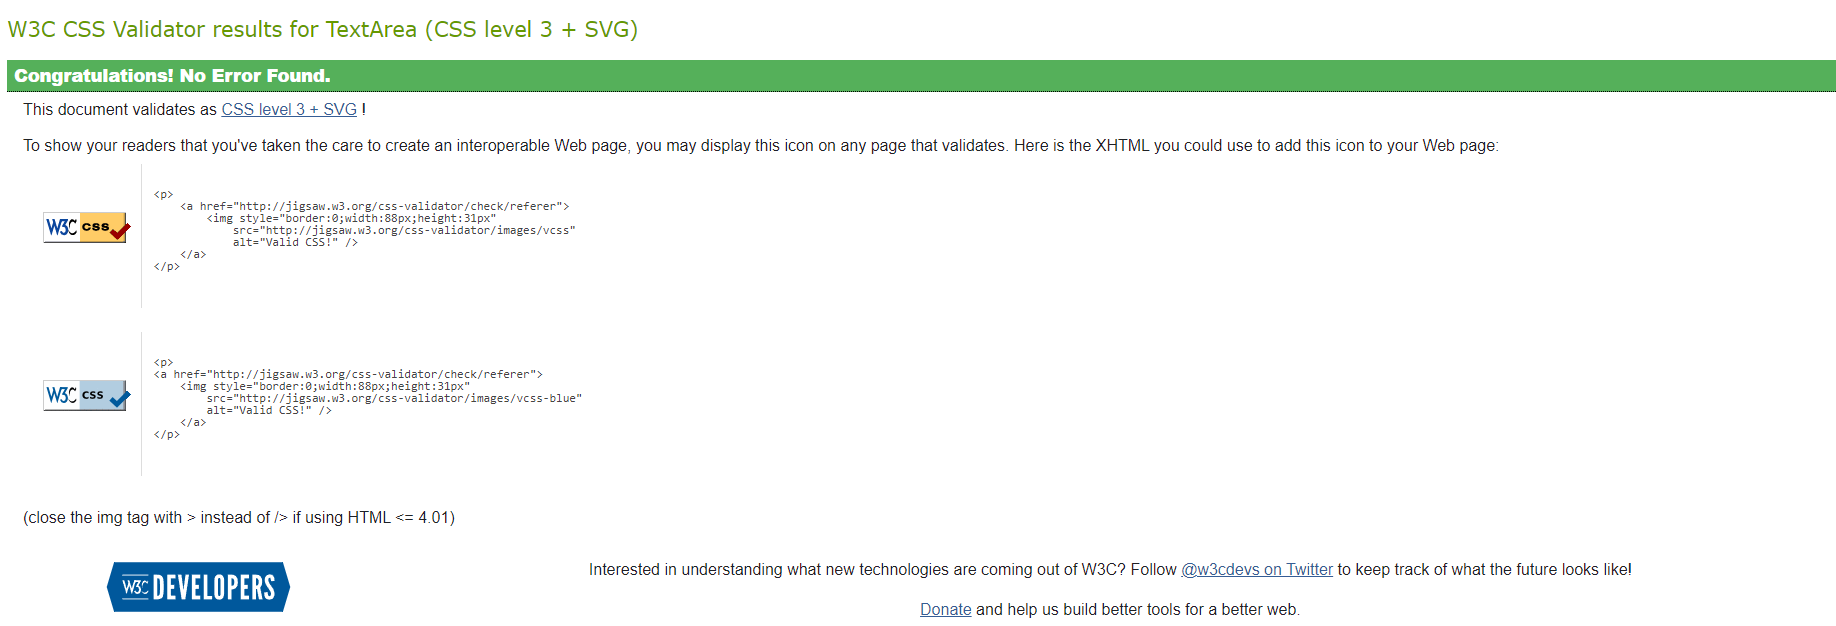 W3C CSS Validator results for TextArea (CSS level 3 + SVG)
Congratulations! No Error Found.
This document validates as CSS level 3 + SVG !
To show your readers that you've taken the care to create an interoperable Web page, you may display this icon on any page that validates. Here is the XHTML you could use to add this icon to your Web page:
W3C css
<p>
    <a href="http://jigsaw.w3.org/css-validator/check/referer">
        <img style="border:0;width:88px;height:31px"
            src="http://jigsaw.w3.org/css-validator/images/vcss"
            alt="Valid CSS!" />
    </a>
</p>
W3C css
<p>
<a href="http://jigsaw.w3.org/css-validator/check/referer">
    <img style="border:0;width:88px;height:31px"
        src="http://jigsaw.w3.org/css-validator/images/vcss-blue"
        alt="Valid CSS!" />
    </a>
</p>
(close the img tag with > instead of /> if using HTML <= 4.01)
W3C DEVELOPERS
Interested in understanding what new technologies are coming out of W3C? Follow @w3cdevs on Twitter to keep track of what the future looks like!
Donate and help us build better tools for a better web.